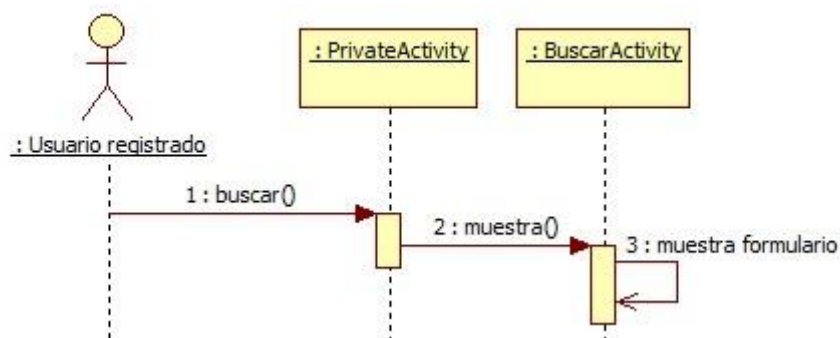 : PrivateActivity
: BuscarActivity
: Usuario registrado
1 : buscar()
2 : muestra()
3 : muestra formulario